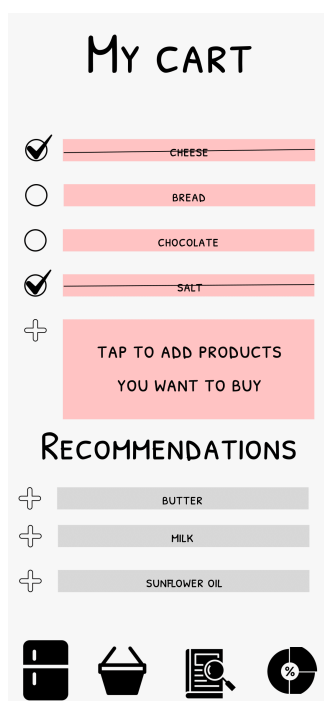 MY CART
CHEESE
BREAD
CHOCOLATE
SALT
TAP TO ADD PRODUCTS
YOU WANT TO BUY
RECOMMENDATIONS
BUTTER
MILK
SUNFLOWER OIL
%